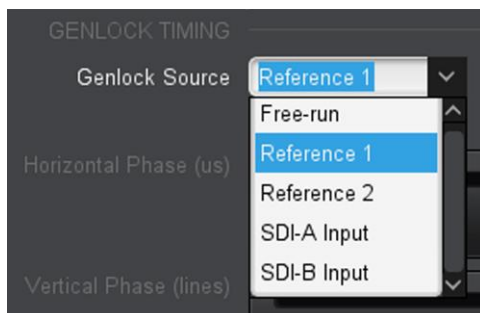 GENLOCK TIMING
Genlock Source Reference 1
Free-run
Reference 1
Horizontal Phase (us)
Reference 2
SDI-A Input
SDI-B Input
Vertical Phase (lines)